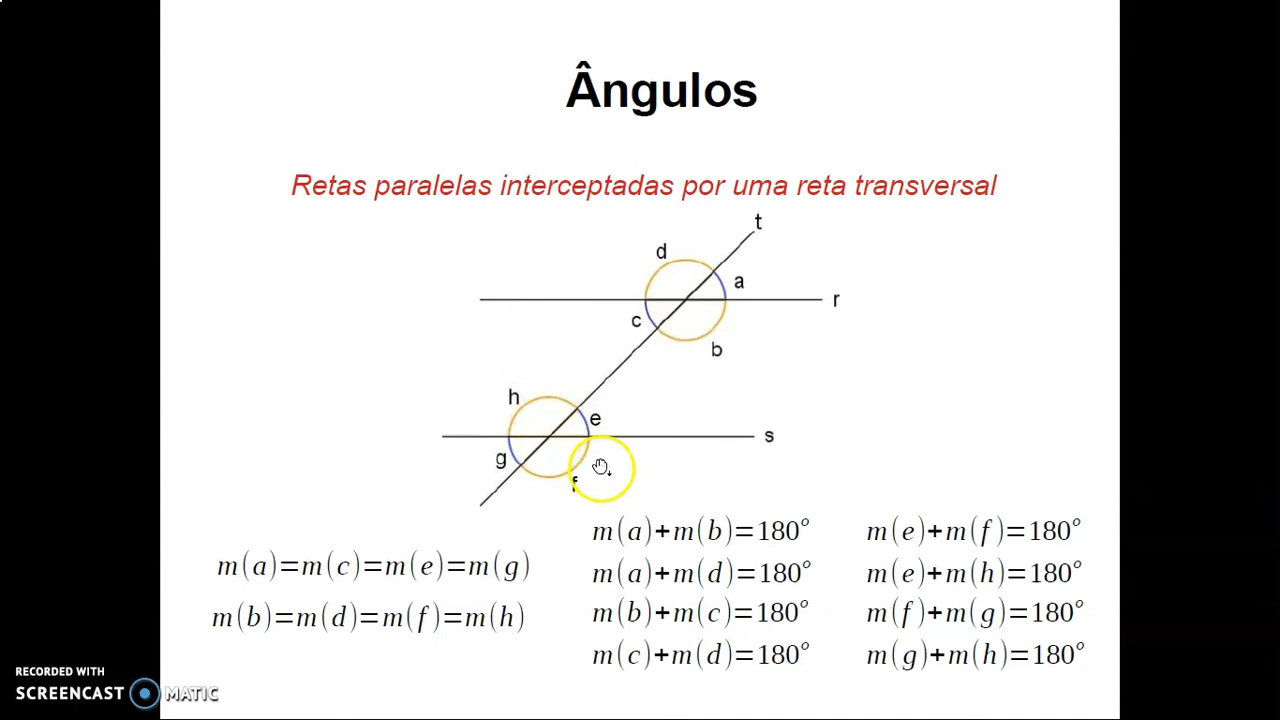 Ângulos
Retas paralelas interceptadas por uma reta transversal
t
d
a
r
c
b
h
e
s
g
f
m(a)=m(c)=m(e)=m(g)
m(b)=m(d)=m(f)=m(h)
m(a)+m(b)=180°
m(a)+m(d)=180°
m(b)+m(c)=180°
m(c)+m(d)=180°
m(e)+m(f)=180°
m(e)+m(h)=180°
m(f)+m(g)=180°
m(g)+m(h)=180°
RECORDED WITH
SCREENCAST MATIC